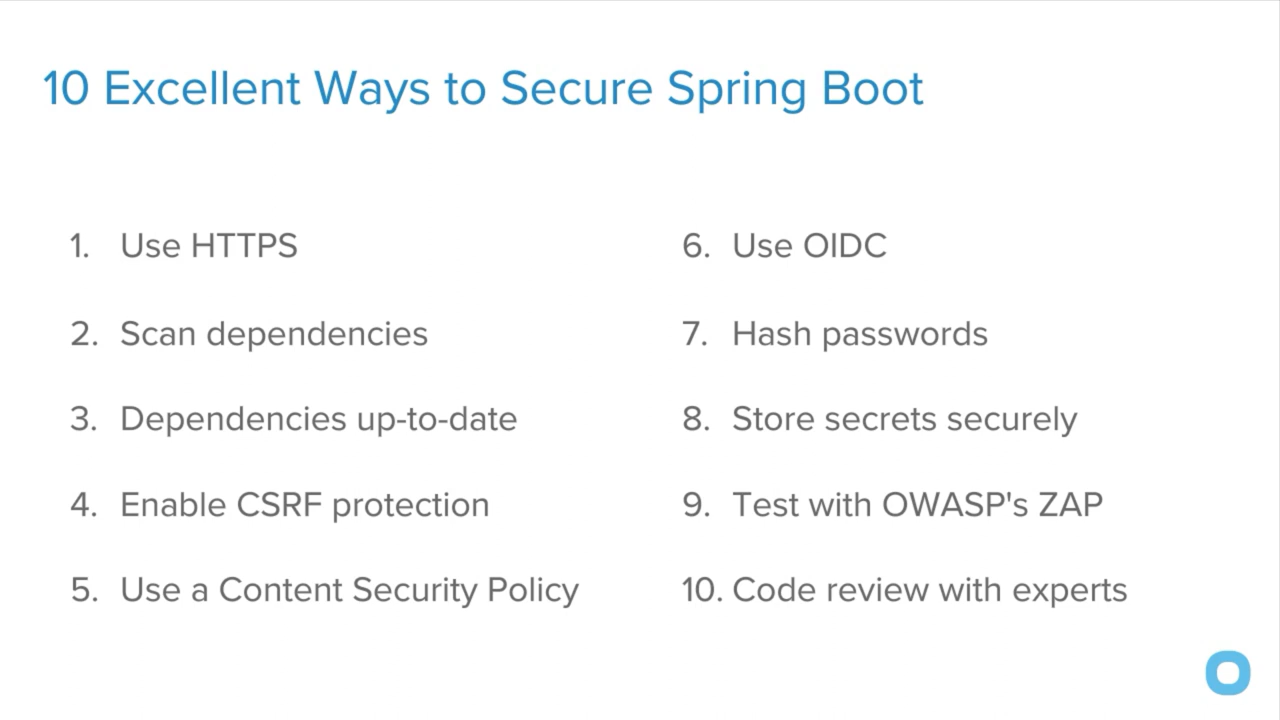 10 Excellent Ways to Secure Spring Boot
1. Use HTTPS
2. Scan dependencies
3. Dependencies up-to-date
4. Enable CSRF protection
5. Use a Content Security Policy
6. Use OIDC
7. Hash passwords
8. Store secrets securely
9. Test with OWASP's ZAP
10. Code review with experts